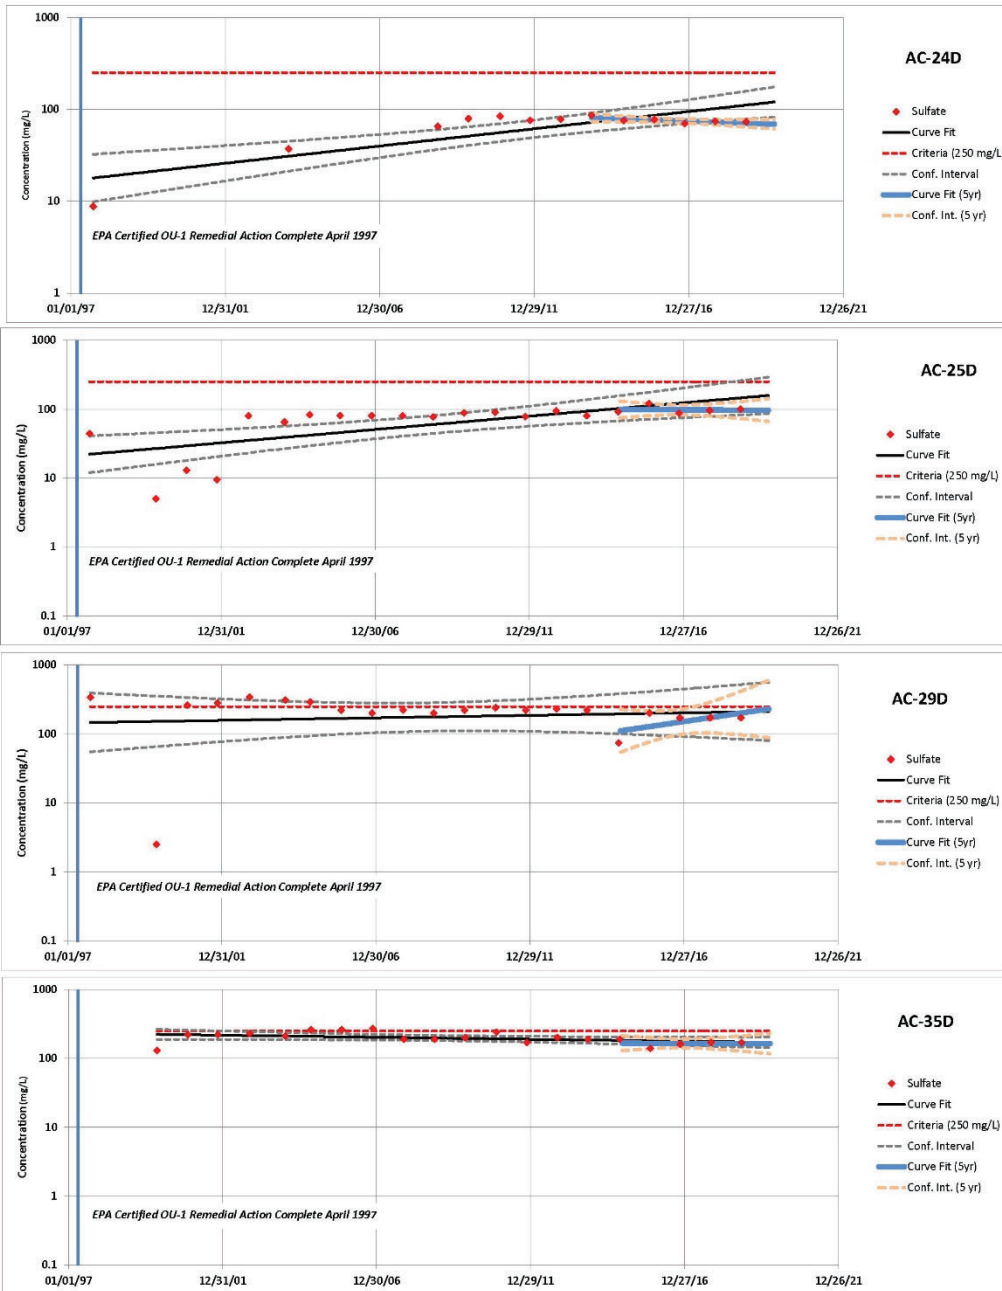 1000
AC-24D
100
10
1
Concentration (mg/L)
Sulfate
Curve Fit
Criteria (250 mg/L
Conf. Interval
Curve Fit (5yr)
Conf. Int. (5 yr)
EPA Certified OU-1 Remedial Action Complete April 1997
01/01/97 12/31/01 12/30/06 12/29/11 12/27/16 12/26/21
1000
AC-25D
100
10
1
0.1
Concentration (mg/L)
Sulfate
Curve Fit
Criteria (250 mg/L)
Conf. Interval
Curve Fit (5yr)
Conf. Int. (5 yr)
EPA Certified OU-1 Remedial Action Complete April 1997
01/01/97 12/31/01 12/30/06 12/29/11 12/27/16 12/26/21
1000
AC-29D
100
10
1
0.1
Concentration (mg/L)
Sulfate
Curve Fit
Criteria (250 mg/L)
Conf. Interval
Curve Fit (5yr)
Conf. Int. (5 yr)
EPA Certified OU-1 Remedial Action Complete April 1997
01/01/97 12/31/01 12/30/06 12/29/11 12/27/16 12/26/21
1000
AC-35D
100
10
1
0.1
Concentration (mg/L)
Sulfate
Curve Fit
Criteria (250 mg/L)
Conf. Interval
Curve Fit (5yr)
Conf. Int. (5 yr)
EPA Certified OU-1 Remedial Action Complete April 1997
01/01/97 12/31/01 12/30/06 12/29/11 12/27/16 12/26/21